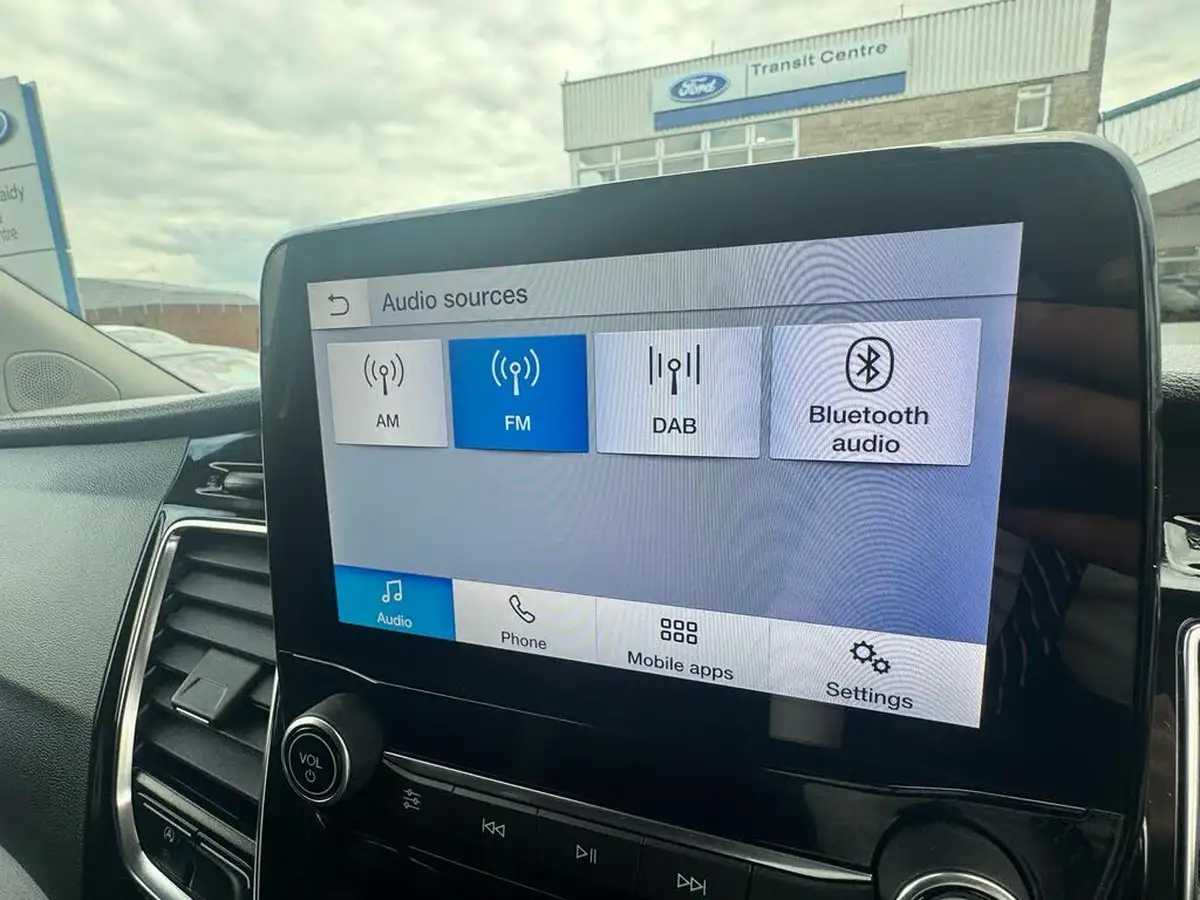 Ford
Transit Centre
Audio sources
AM
FM
DAB
Bluetooth
audio
Audio
Phone
Mobile apps
Settings
VOL